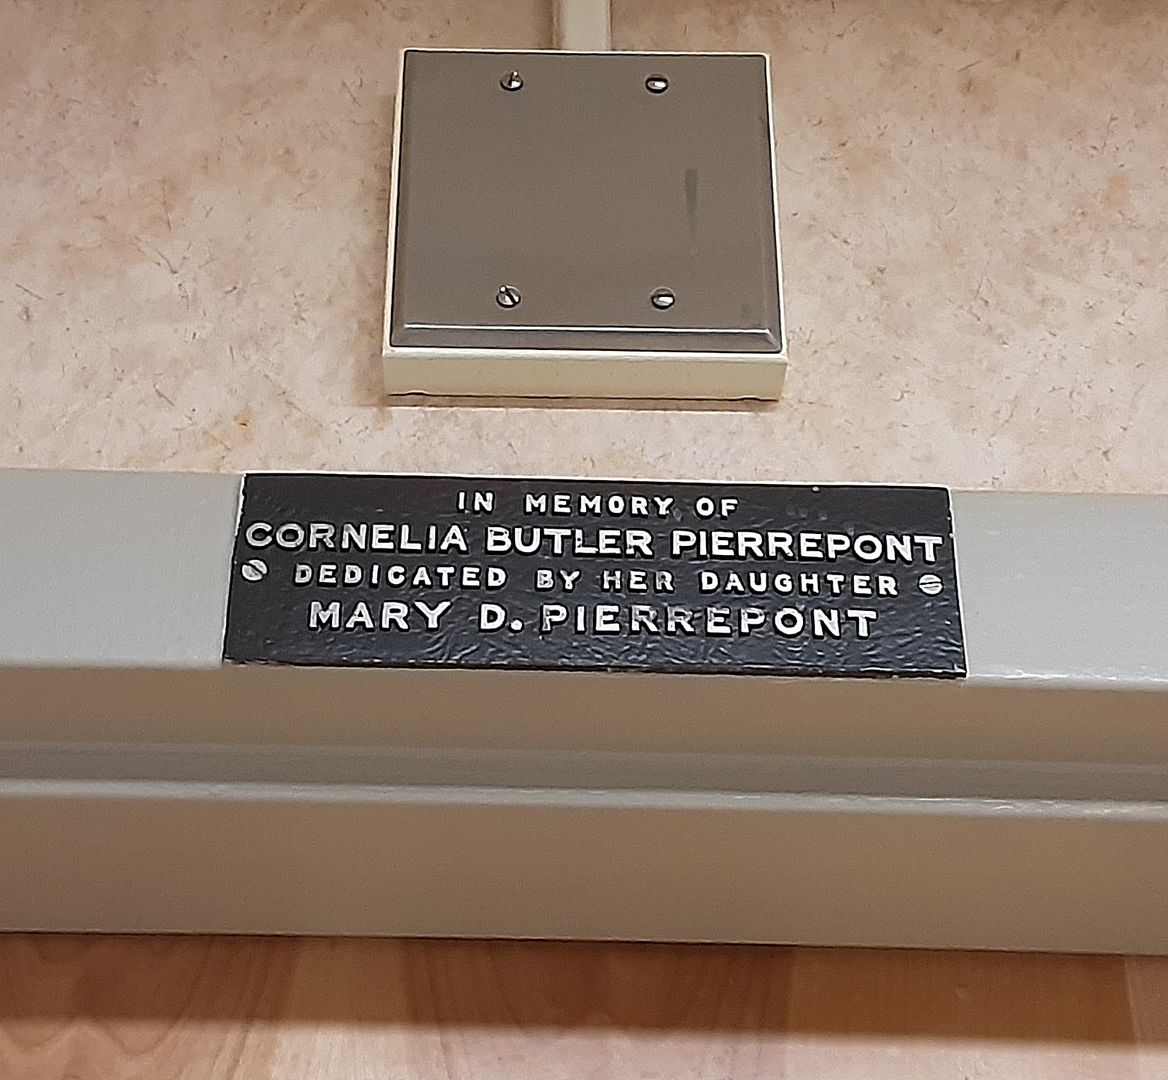 IN MEMORY OF
CORNELIA BUTLER PIERREPONT
DEDICATED BY HER DAUGHTER
MARY D. PIERREPONT